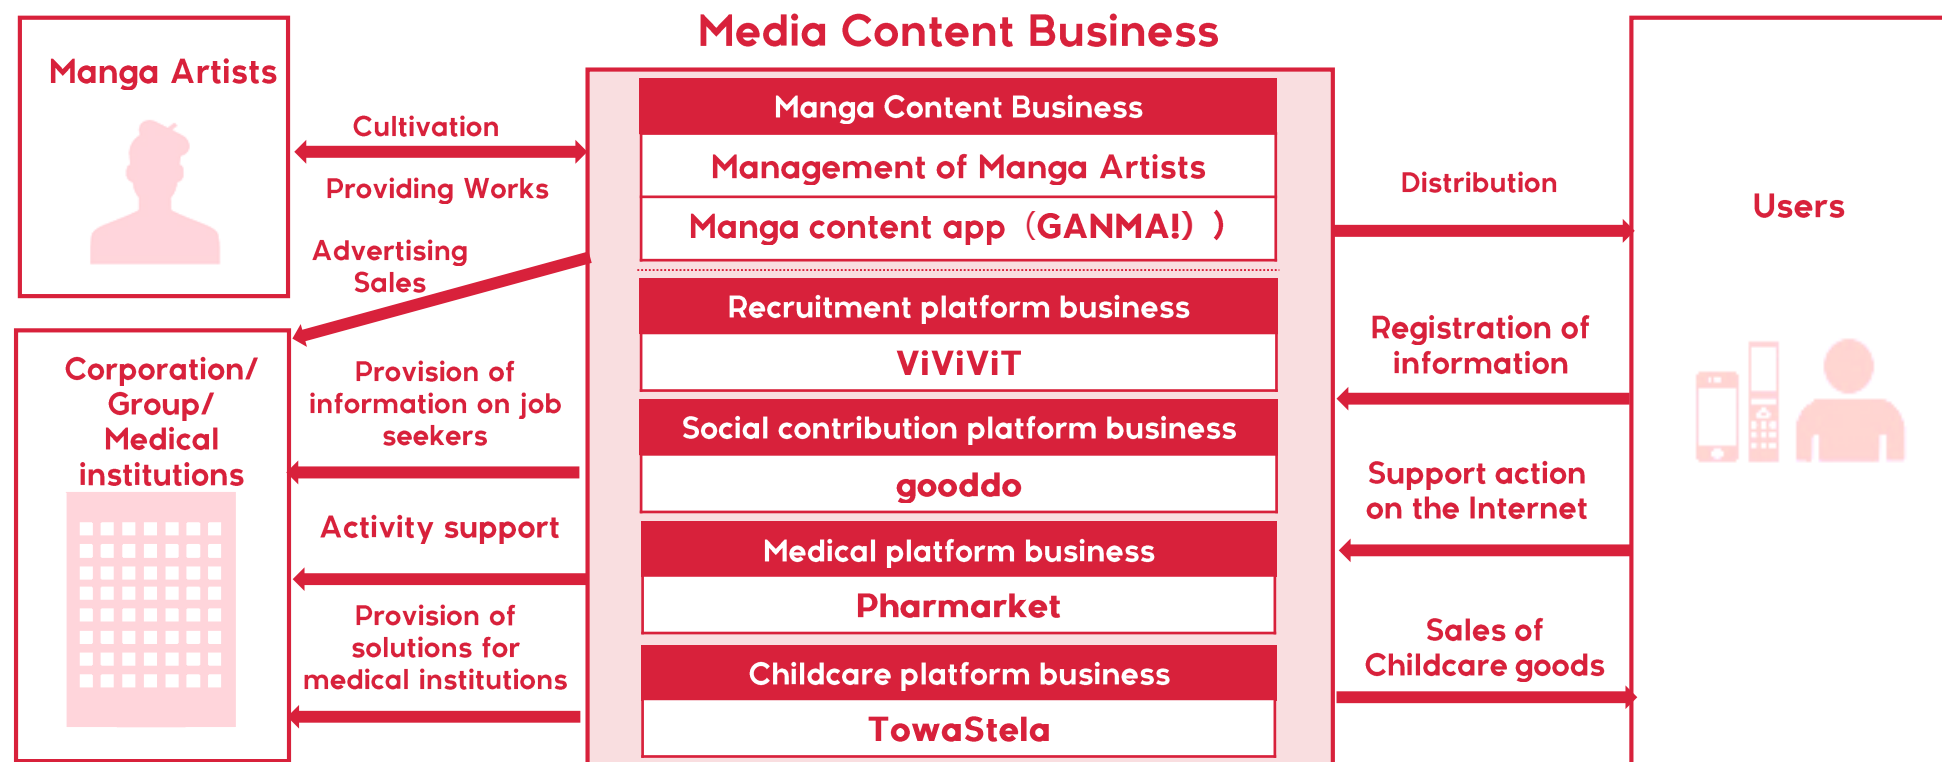 Media Content Business
Manga Artists
Cultivation
Providing Works
Advertising
Sales
Corporation/
Group/
Medical
institutions
Provision of
information on job
seekers
Activity support
Provision of
solutions for
medical institutions
Manga Content Business
Management of Manga Artists
Manga content app（GANMA!））
Recruitment platform business
ViViViT
Social contribution platform business
gooddo
Medical platform business
Pharmarket
Childcare platform business
TowaStela
Distribution
Registration of
information
Support action
on the Internet
Sales of
Childcare goods
Users